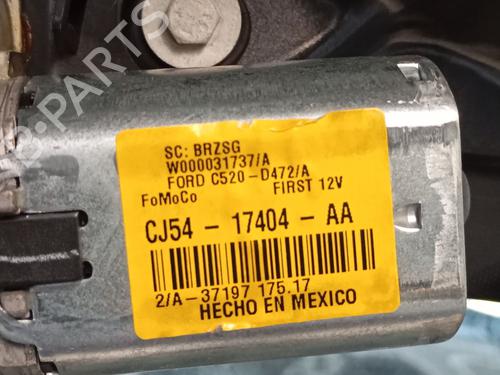 SC: BRZSG
W000031737/A
FORD C520-D472/A
FoMoCo FIRST 12V
CJ54 - 17404 - AA
2/A-37197 175.17
HECHO EN MEXICO
B-PARTS